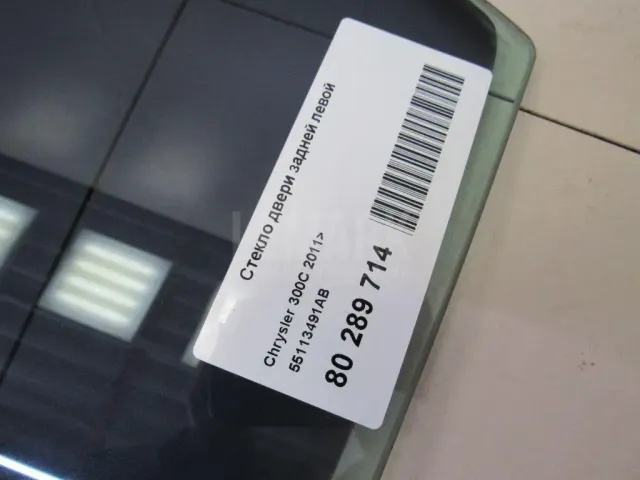 Стекло двери задней левой
Chrysler 300C 2011>
55113491AB
80 289 714